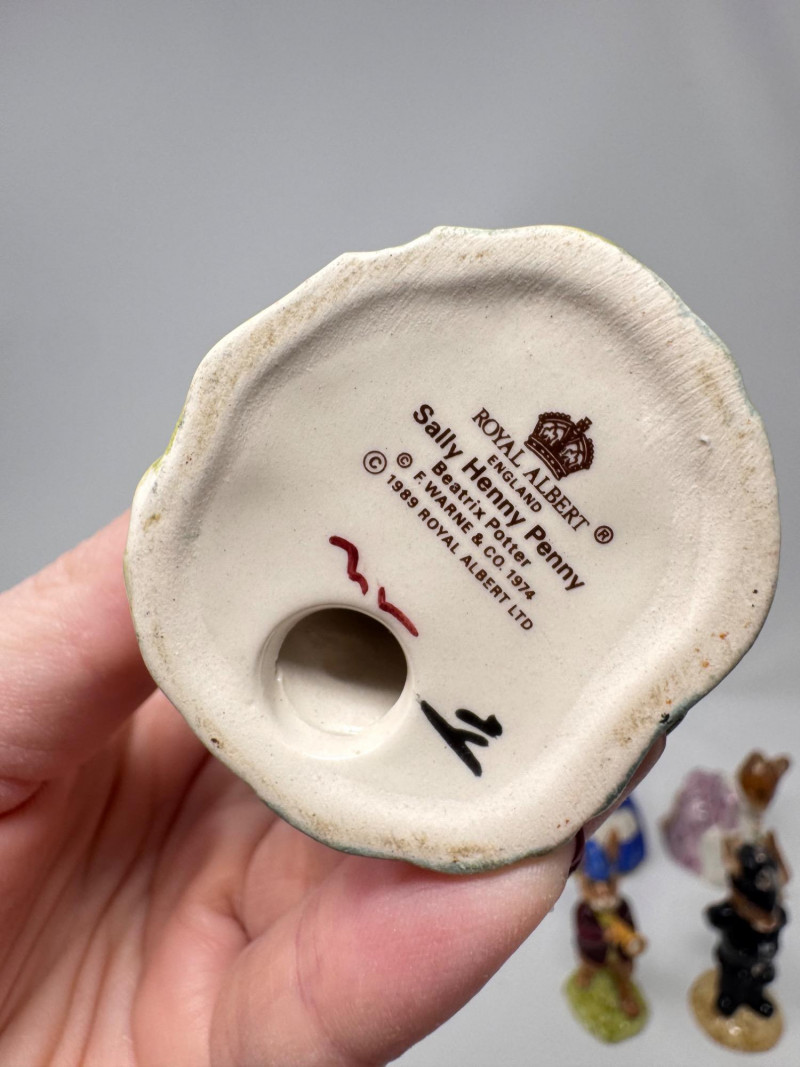 ROYAL ALBERT ®
ENGLAND
Sally Henny Penny
Beatrix Potter
© F. WARNE & CO. 1974
© 1989 ROYAL ALBERT LTD